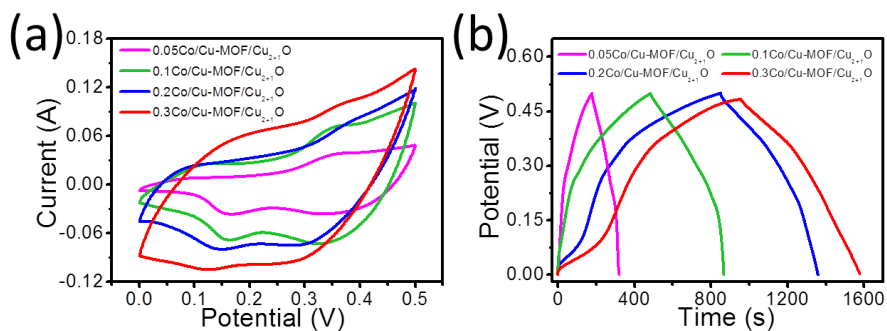 (a)
0.18
0.12
0.06
0.00
-0.06
-0.12
Current (A)
0.05Co/Cu-MOF/Cu₂₊₁O
0.1Co/Cu-MOF/Cu₂₊₁O
0.2Co/Cu-MOF/Cu₂₊₁O
0.3Co/Cu-MOF/Cu₂₊₁O
0.0 0.1 0.2 0.3 0.4 0.5
Potential (V)
(b)
0.60
0.45
0.30
0.15
0.00
Potential (V)
0.05Co/Cu-MOF/Cu₂₊₁O 0.1Co/Cu-MOF/Cu₂₊₁O
0.2Co/Cu-MOF/Cu₂₊₁O 0.3Co/Cu-MOF/Cu₂₊₁O
0 400 800 1200 1600
Time (s)